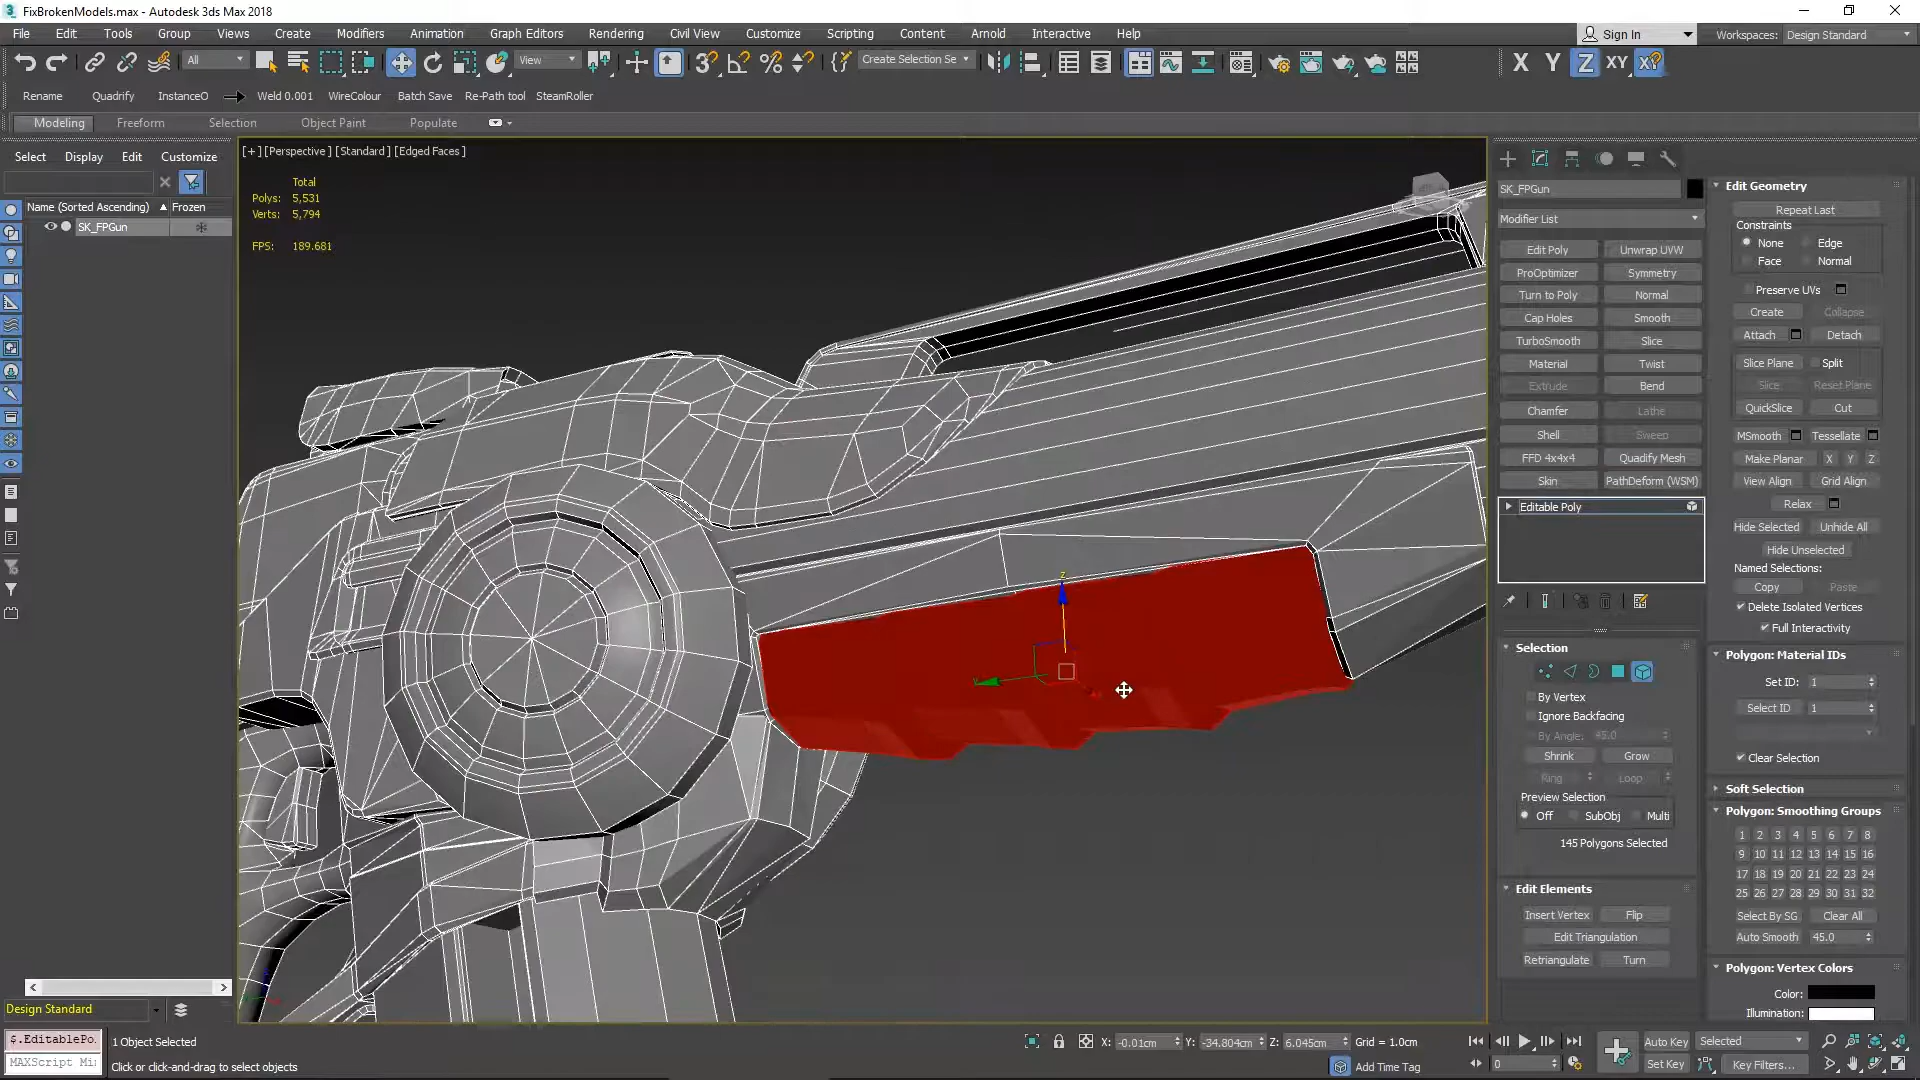 FixBrokenModels.max - Autodesk 3ds Max 2018
File Edit Tools Group Views Create Modifiers Animation Graph Editors Rendering Civil View Customize Scripting Content Arnold Interactive Help
Sign In Workspaces: Design Standard
All View Create Selection Se X Y Z XY XY
Rename Quadrify InstanceO Weld 0.001 WireColour Batch Save Re-Path tool SteamRoller
Modeling Freeform Selection Object Paint Populate
Select Display Edit Customize
Name (Sorted Ascending) Frozen
SK_FPGun
[+] [Perspective ] [Standard ] [Edged Faces ]
Total
Polys: 5,531
Verts: 5,794
FPS: 189.681
SK_FPGun
Modifier List
Edit Poly Unwrap UVW
ProOptimizer Symmetry
Turn to Poly Normal
Cap Holes Smooth
TurboSmooth Slice
Material Twist
Extrude Bend
Chamfer Lathe
Shell Sweep
FFD 4x4x4 Quadify Mesh
Skin PathDeform (WSM)
Editable Poly
Selection
By Vertex
Ignore Backfacing
By Angle: 45.0
Shrink Grow
Ring Loop
Preview Selection
Off SubObj Multi
145 Polygons Selected
Edit Elements
Insert Vertex Flip
Edit Triangulation
Retriangulate Turn
Edit Geometry
Repeat Last
Constraints
None Edge
Face Normal
Preserve UVs
Create Collapse
Attach Detach
Slice Plane Split
Slice Reset Plane
QuickSlice Cut
MSmooth Tessellate
Make Planar X Y Z
View Align Grid Align
Relax
Hide Selected Unhide All
Hide Unselected
Named Selections:
Copy Paste
Delete Isolated Vertices
Full Interactivity
Polygon: Material IDs
Set ID: 1
Select ID 1
Clear Selection
Soft Selection
Polygon: Smoothing Groups
1 2 3 4 5 6 7 8
9 10 11 12 13 14 15 16
17 18 19 20 21 22 23 24
25 26 27 28 29 30 31 32
Select By SG Clear All
Auto Smooth 45.0
Polygon: Vertex Colors
Color:
Illumination:
Design Standard
$.EditablePo
MAXScript Mi
1 Object Selected
Click or click-and-drag to select objects
X: -0.01cm Y: -34.804cm Z: 6.045cm Grid = 1.0cm
Add Time Tag
0
Auto Key Selected
Set Key Key Filters...